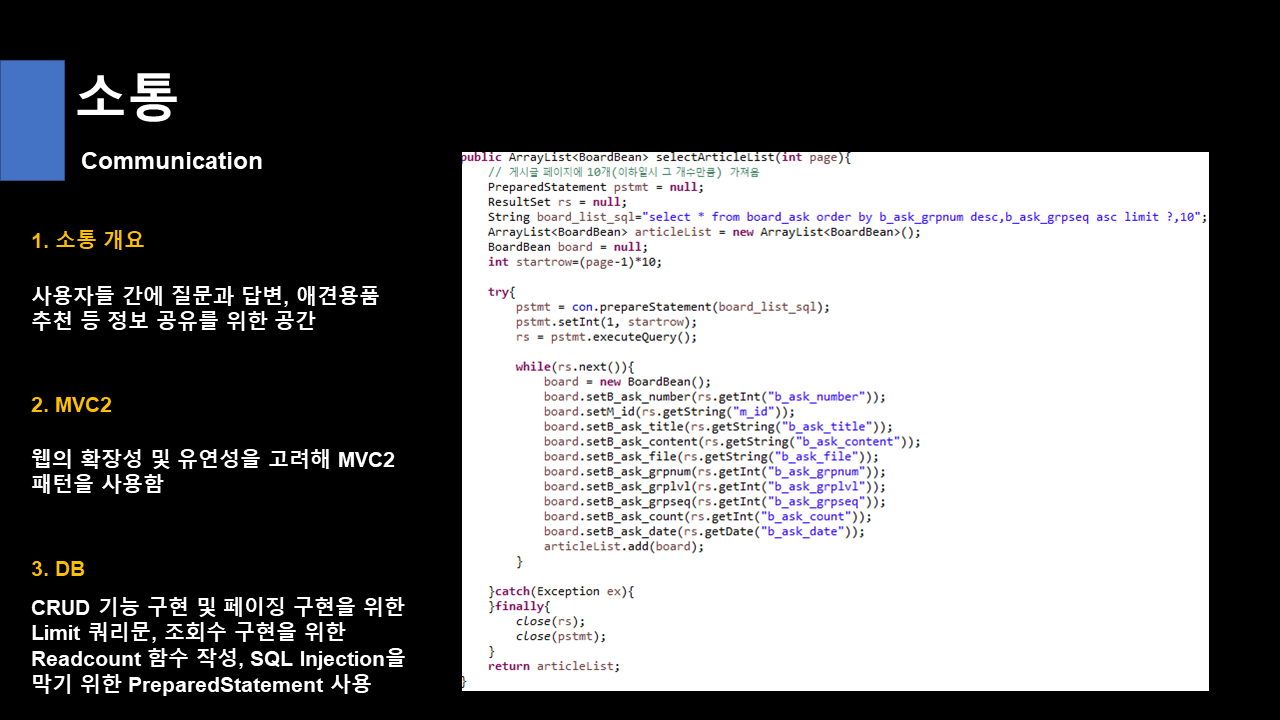 소통
Communication
1. 소통 개요
사용자들 간에 질문과 답변, 애견용품
추천 등 정보 공유를 위한 공간
2. MVC2
웹의 확장성 및 유연성을 고려해 MVC2
패턴을 사용함
3. DB
CRUD 기능 구현 및 페이징 구현을 위한
Limit 쿼리문, 조회수 구현을 위한
Readcount 함수 작성, SQL Injection을
막기 위한 PreparedStatement 사용
public ArrayList<BoardBean> selectArticleList(int page){
// 게시글 페이지에 10개(이하일시 그 개수만큼) 가져옴
PreparedStatement pstmt = null;
ResultSet rs = null;
String board_list_sql="select * from board_ask order by b_ask_grpnum desc,b_ask_grpseq asc limit ?,10";
ArrayList<BoardBean> articleList = new ArrayList<BoardBean>();
BoardBean board = null;
int startrow=(page-1)*10;
try{
pstmt = con.prepareStatement(board_list_sql);
pstmt.setInt(1, startrow);
rs = pstmt.executeQuery();
while(rs.next()){
board = new BoardBean();
board.setB_ask_number(rs.getInt("b_ask_number"));
board.setM_id(rs.getString("m_id"));
board.setB_ask_title(rs.getString("b_ask_title"));
board.setB_ask_content(rs.getString("b_ask_content"));
board.setB_ask_file(rs.getString("b_ask_file"));
board.setB_ask_grpnum(rs.getInt("b_ask_grpnum"));
board.setB_ask_grplvl(rs.getInt("b_ask_grplvl"));
board.setB_ask_grpseq(rs.getInt("b_ask_grpseq"));
board.setB_ask_count(rs.getInt("b_ask_count"));
board.setB_ask_date(rs.getDate("b_ask_date"));
articleList.add(board);
}
}catch(Exception ex){
}finally{
close(rs);
close(pstmt);
}
return articleList;
}